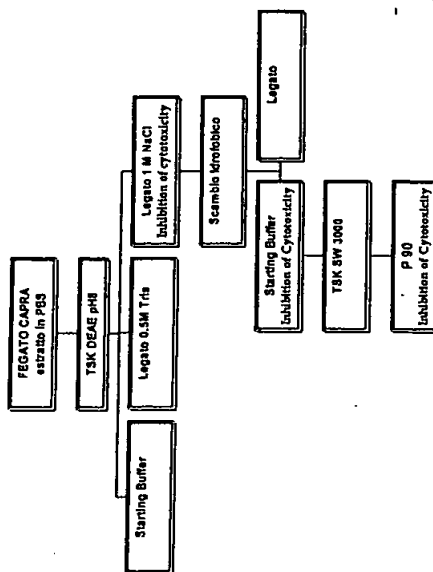 FEGATO CAPRA
estratto in PBS
TSK DEAE pH8
Starting Buffer
Legato 0.5M Tris
Legato 1 M NaCl
Inhibition of cytotoxicity
Scambio Idrofobico
Starting Buffer
Inhibition of Cytotoxicity
Legato
TSK SW 3000
P 90
Inhibition of Cytotoxicity